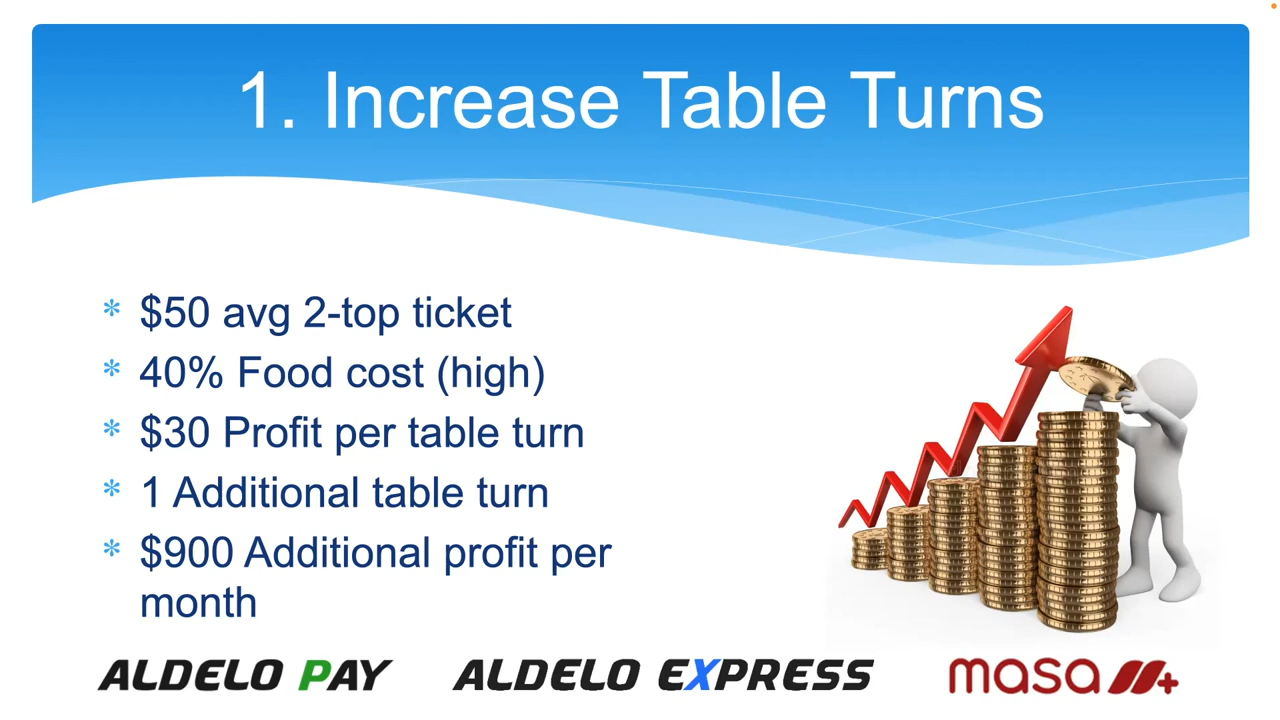 1. Increase Table Turns
* $50 avg 2-top ticket
* 40% Food cost (high)
* $30 Profit per table turn
* 1 Additional table turn
* $900 Additional profit per
month
ALDELO PAY ALDELO EXPRESS masa